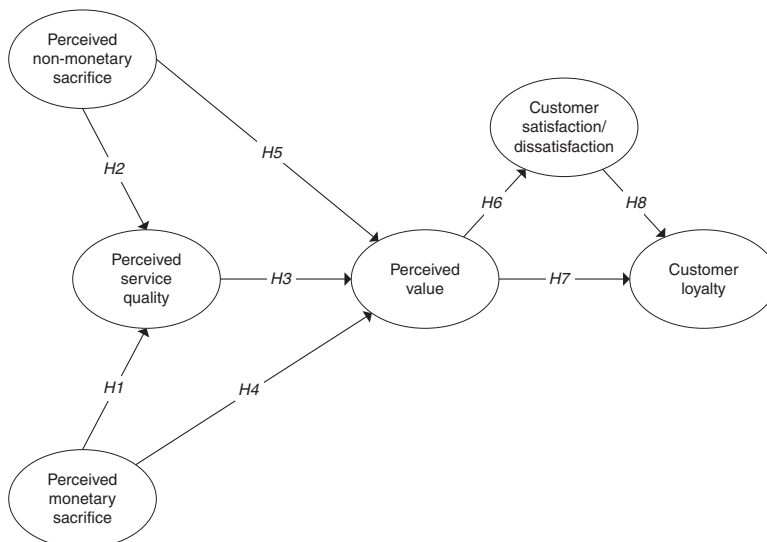 Perceived
non-monetary
sacrifice
Customer
satisfaction/
dissatisfaction
H5
H2
H6
H8
Perceived
service
quality
H3
Perceived
value
H7
Customer
loyalty
H1
H4
Perceived
monetary
sacrifice